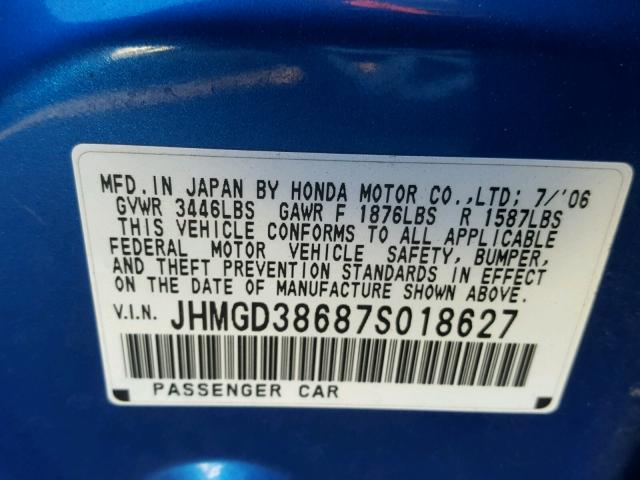 MFD. IN JAPAN BY HONDA MOTOR CO.,LTD; 7/'06
GVWR 3446LBS GAWR F 1876LBS R 1587LBS
THIS VEHICLE CONFORMS TO ALL APPLICABLE
FEDERAL MOTOR VEHICLE SAFETY, BUMPER,
AND THEFT PREVENTION STANDARDS IN EFFECT
ON THE DATE OF MANUFACTURE SHOWN ABOVE.
V.I.N. JHMGD38687S018627
PASSENGER CAR